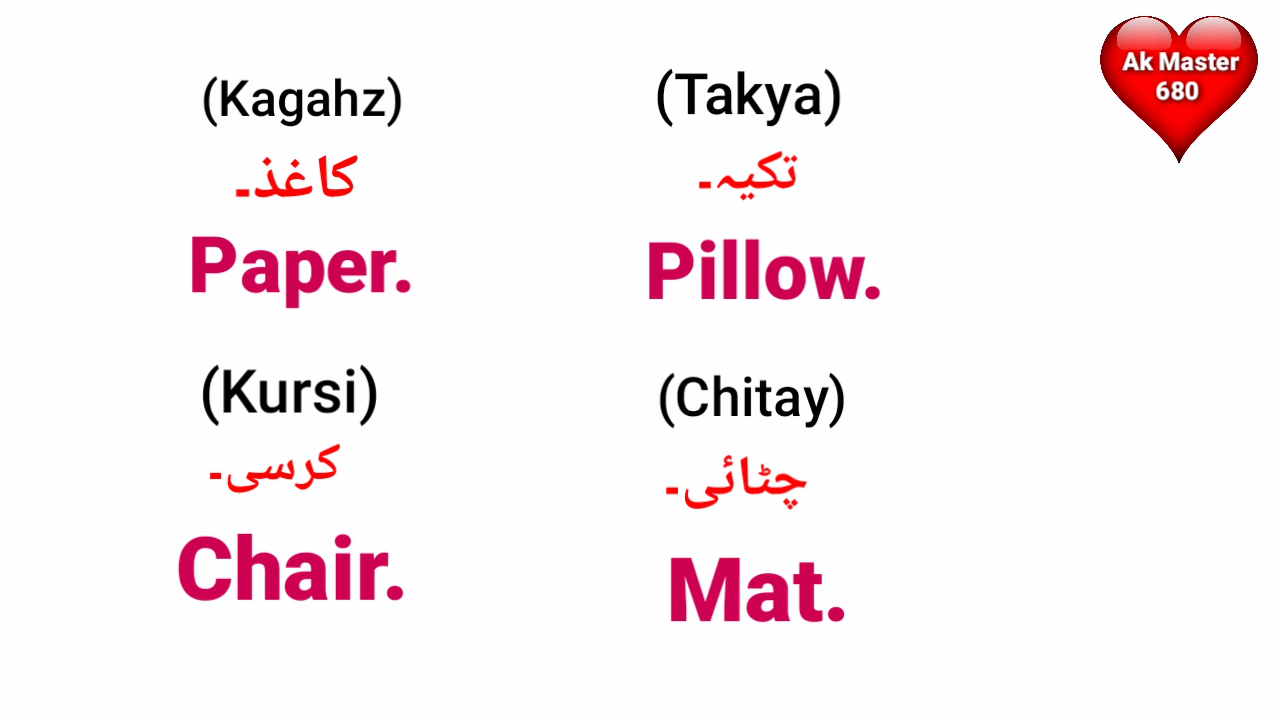 (Kagahz)
کاغذ۔
Paper.
(Takya)
تکیہ۔
Pillow.
Ak Master
680
(Kursi)
کرسی۔
Chair.
(Chitay)
چٹائی۔
Mat.